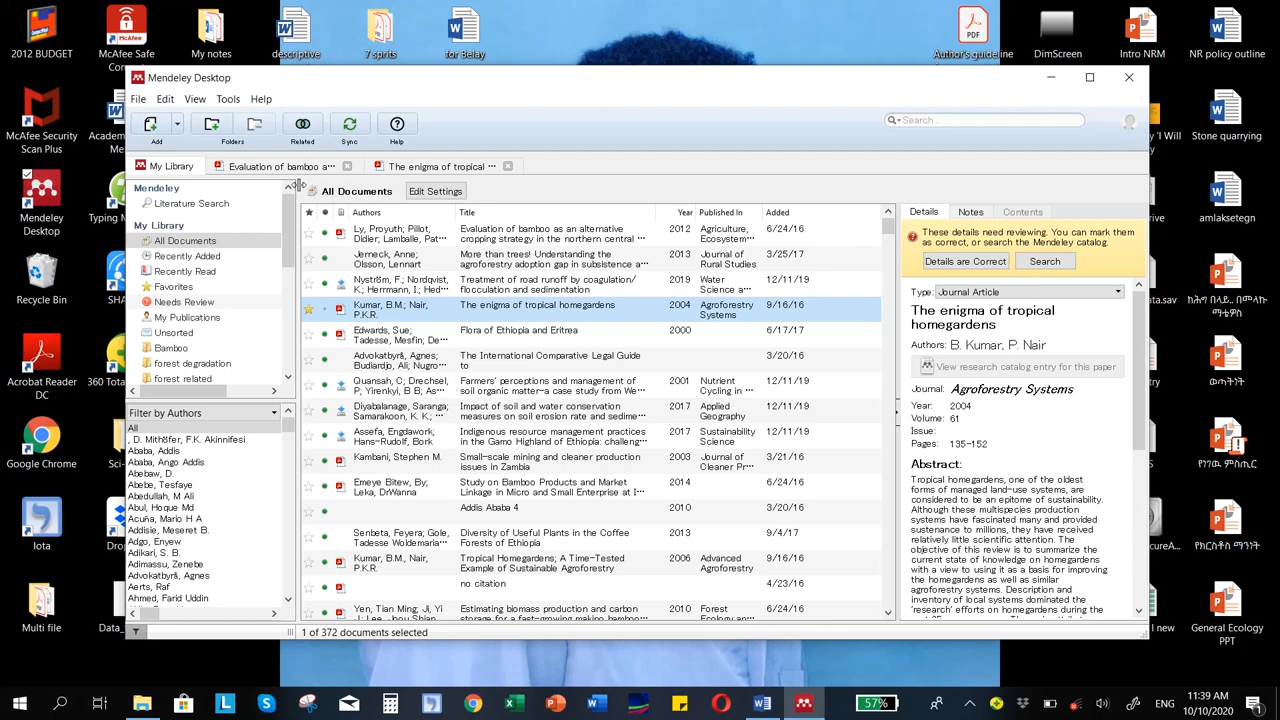 2012 BUDGET
McAfee Safe
Con...
My notes
descriptive
7 spirits
Belay
Author's guideline
DimScreen
Intro NRM
NR policy outline
McAfee Security
Scan Plus
Mendeley
Desktop
Recycle Bin
Acrobat Reader
DC
360 Total
Google Chrome
Sci-
Iota
Drop
Multi file
Data_
Stone quarrying
amlaksetegn
ክሕግ በላይ.. በመላኩ
ማቲዎስ
ወጣትነት
የነገዉ ምስጢር
የክርስቶስ ማንነት
General Ecology
PPT
Mendeley Desktop
File Edit View Tools Help
Add
Folders
Related
Sync
Help
Search...
My Library
Evaluation of bamboo a...
The enigma of tropical ...
Mendeley
Literature Search
My Library
All Documents
Recently Added
Recently Read
Favorites
Needs Review
My Publications
Unsorted
Bamboo
forest degradation
forest related
Filter by Authors
All
, D. Mithöfer, F.K. Akinnifesi
Ababa, Addis
Ababa, Ango Addis
Abebaw, D.
Abebe, Tesfaye
Abedullah, M Ali
Abul, Hoque Md
Acuña, Mario H A
Addisie, Meseret B.
Adgo, Enyew
Adikari, S. B.
Adimassu, Zenebe
Advokatbyrå, Agnes
Aerts, Raf
Ahmed, Farid Uddin
All Documents
Edit Settings
Authors Title Year Published In Added
Ly, Proyuth; Pillot, Evaluation of bamboo as an alternative 2012 Agricultu... 6/24/16
Didier, Lamballe, Pat... cropping strategy in the northern central ... Ecosystem...
Jerneck, Anne; More than trees! Understanding the 2013 Journal of 3/25/17
Olsson, Lennart agroforestry adoption gap in subsistence a... Rural Studies
Nyström, F.; Nordqvist, Treatment of road runoff by coagulation/ 2019 Water 12/11/19
K.; Herrmann, I.; Hed... flocculation and sedimentation Science a...
Kumar, B.M.; Nair, The enigma of tropical homegardens 2004 Agroforestry 9/16/18
P.K.R. Systems
Edwards, Sue; Flora of Ethiopia and Eritrea 2000 6/17/17
Tadesse, Mesfin; De...
Advokatbyrå, Agnes; The International Comparative Legal Guide 3/20/16
Budiardjo, Ali; Nugro... to
Quansah, C; Drechsel, Farmers' perceptions and management of 2001 Nutrient 12/11/19
P; Yirenkyi, B B; As... soil organic matter: a case study from We... Cycling in
Diyabalanage, Saranga; Impact of soil and water conservation 2017 Applied 12/11/19
Samarakoon, K. K.; ... measures on soil erosion rate and sedime... Geography
Assefa, Engdawork; Indigenous resource management practices 2017 Sustainability 12/11/19
Hans-Rudolf, Bork in the Gamo Highland of Ethiopia: challeng... Science
Kambani, Stephen M. Small-scale mining and cleaner production 2003 Journal of 3/21/16
issues in Zambia Cleaner Pr...
Emeye Bitew, By; Study on Bamboo Products and Market 2014 6/24/16
Leka, DrWanna Linkage in Micro and Small Enterprise at I...
Addis Ababa 4 2010 3/20/16
Senbeta, Feyera; Gole, Diversity of Useful Plants in the Coffee 2013
Tadesse Woldemaria... Forests of Ethiopia
Kumar, B.M.; Nair, Tropical Homegardens; A Time-Tested 2006 Advanced 9/16/18
P.K.R. Example of Sustainable Agroforestry Agroforestry
no citation 4/23/16
Yen, Tian Ming; Ji, Yi Estimating biomass production and carbon 2010 Forest 6/24/16
1 of 372 documents selected
Details Notes Contents
These details need reviewing. You can mark them
as correct, or search the Mendeley catalog.
Details are Correct
Search
Type: Journal Article
The enigma of tropical
homegardens
Authors: B. Kumar, P. Nair
View research catalog entry for this paper
Journal: Agroforestry Systems
Year: 2004
Volume: 61
Issue:
Pages: 135-152
Abstract:
Tropical homegardens, one of the oldest
forms of managed land-use systems, are
considered to be an epitome of sustainability.
Although these multispecies production
systems have fascinated many and provided
sustenance to millions, they have received
relatively little scientific attention. The
objective of this review is to summarize the
current state of knowledge on homegardens
with a view to using it as a basis for improving
the homegardens as well as similar
agroforestry systems. Description and
inventory of local systems dominated the
'research' efforts on homegardens during the
57%
ENG
11:39 AM
10/10/2020